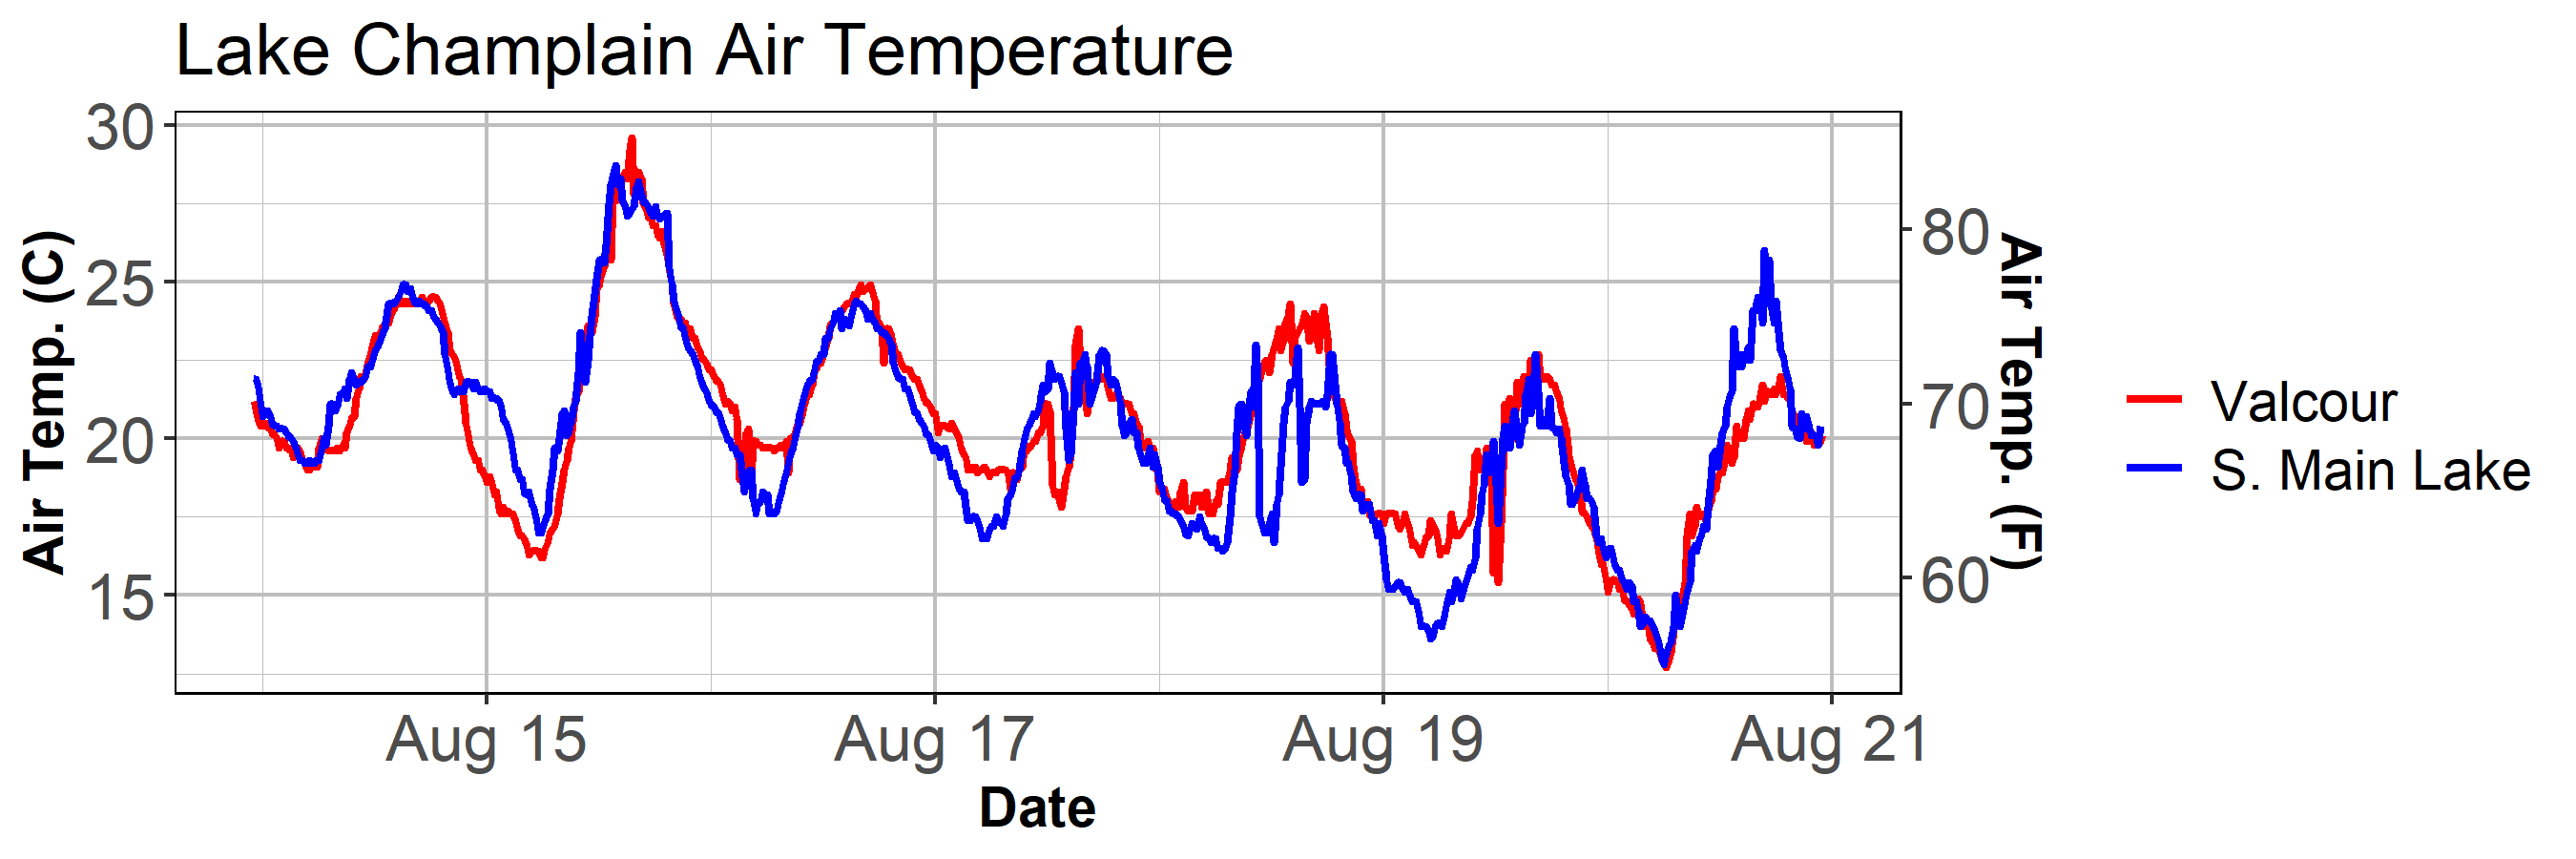 Lake Champlain Air Temperature
Air Temp. (C)
30
25
20
15
80
70
60
Air Temp. (F)
Aug 15 Aug 17 Aug 19 Aug 21
Date
Valcour
S. Main Lake